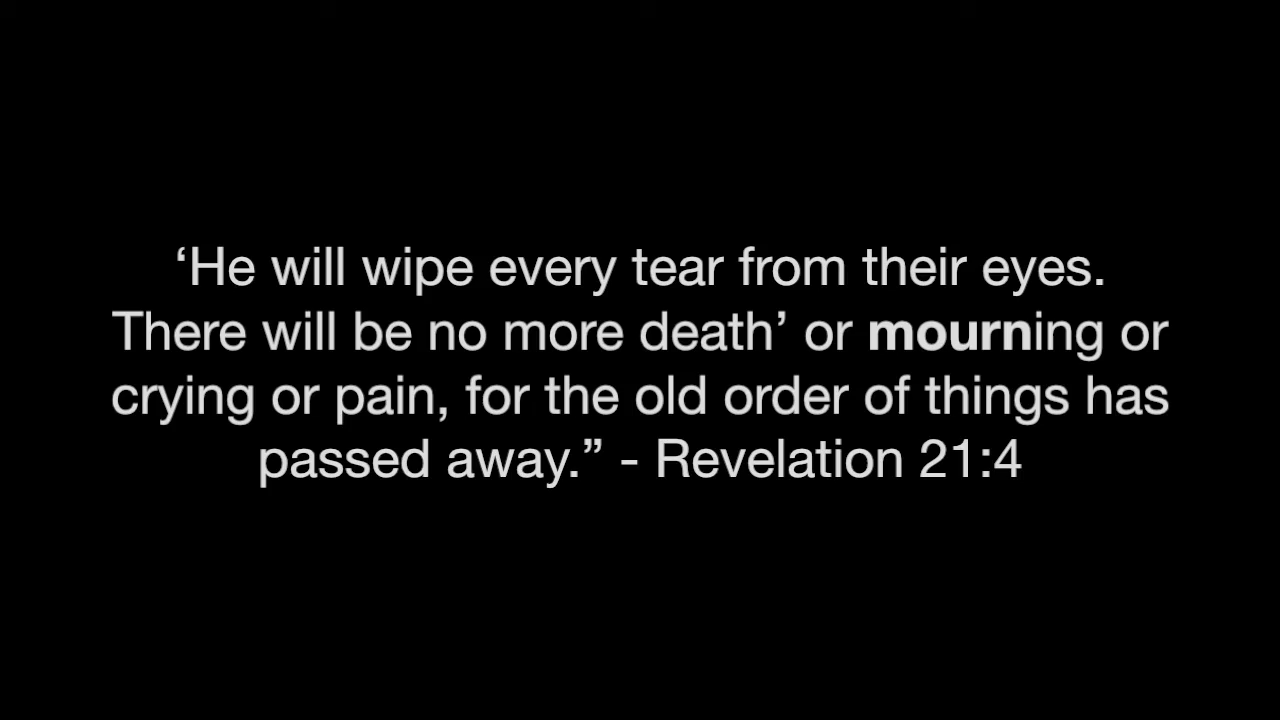 ‘He will wipe every tear from their eyes.
There will be no more death’ or mourning or
crying or pain, for the old order of things has
passed away.” - Revelation 21:4